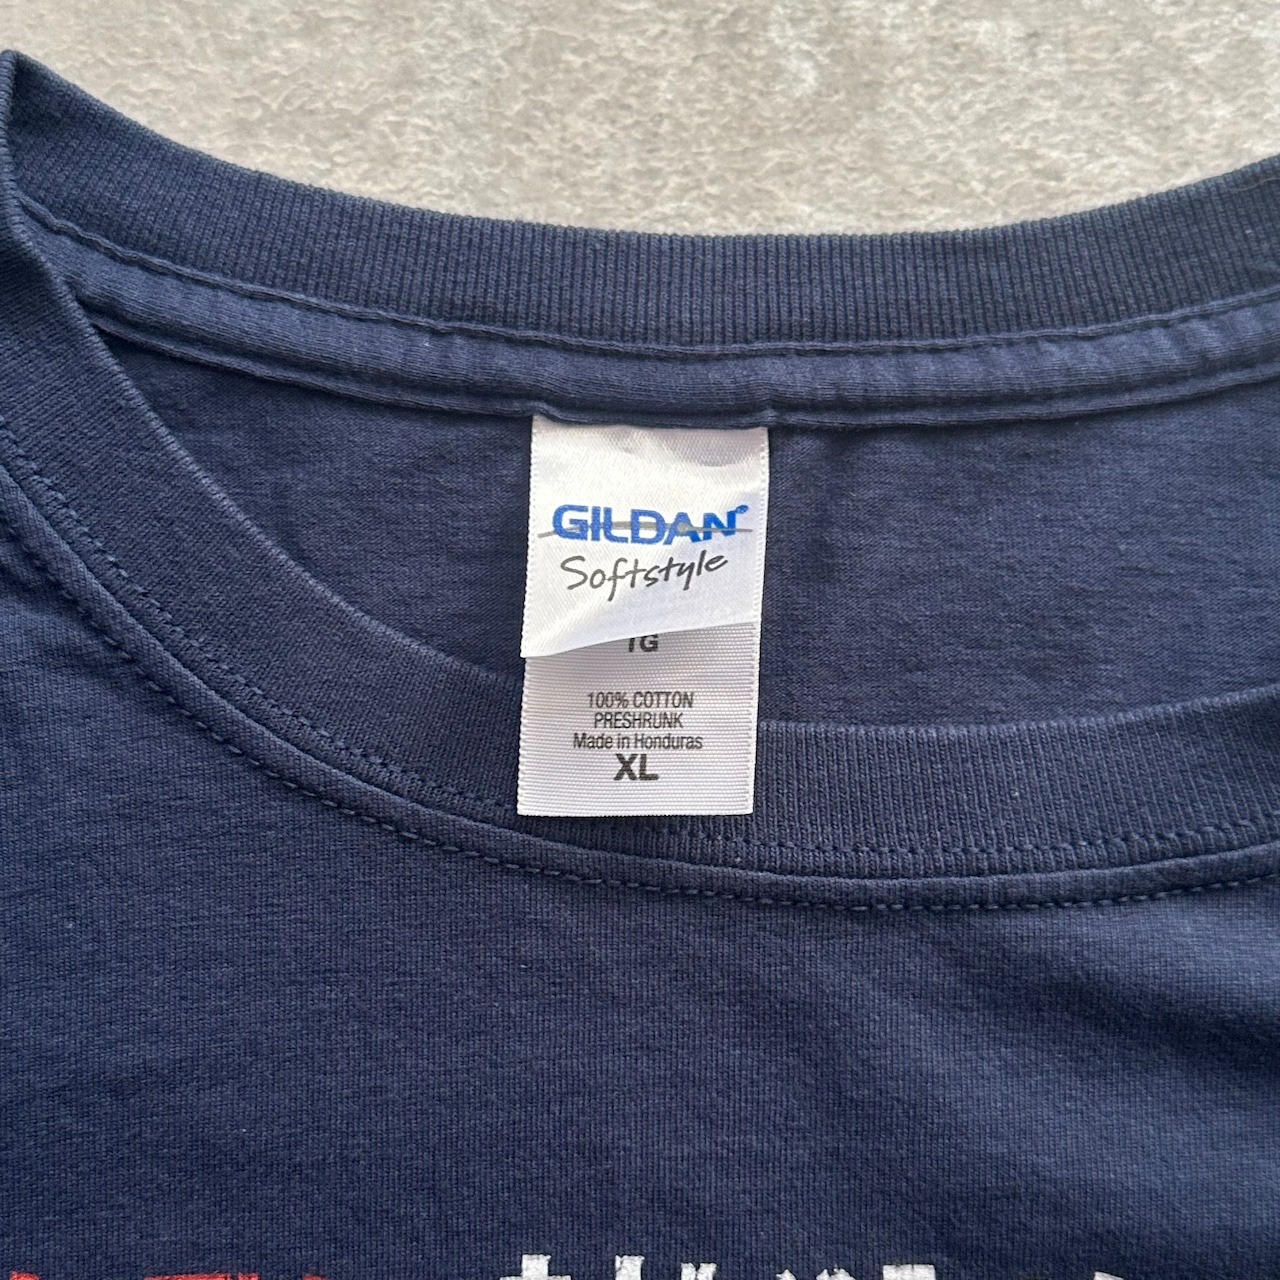 GILDAN®
Softstyle
TG
100% COTTON
PRESHRUNK
Made in Honduras
XL